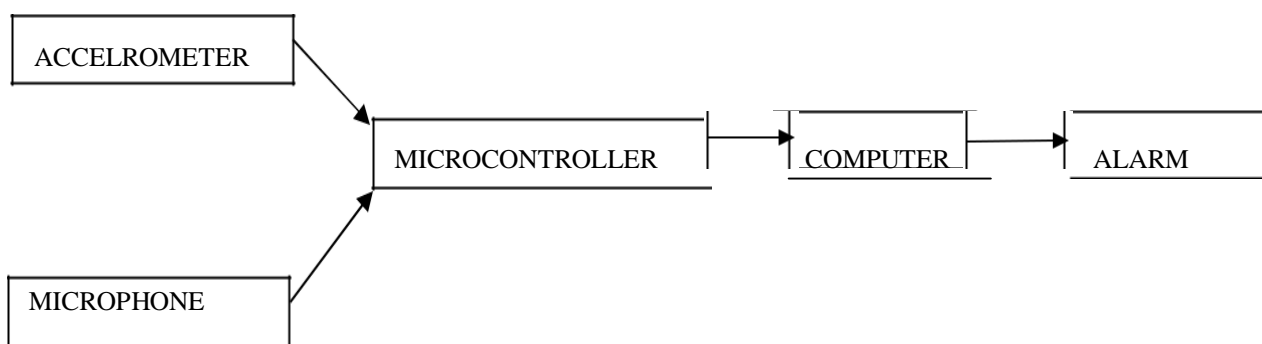 ACCELROMETER
MICROCONTROLLER
COMPUTER
ALARM
MICROPHONE